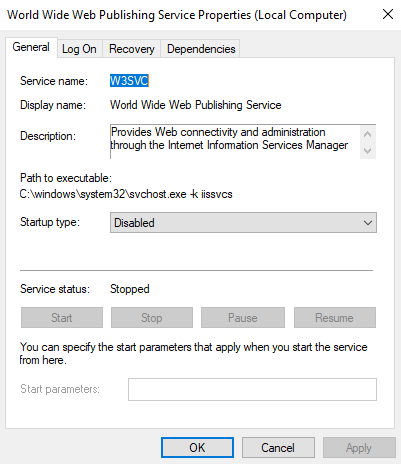 World Wide Web Publishing Service Properties (Local Computer)
General Log On Recovery Dependencies
Service name: W3SVC
Display name: World Wide Web Publishing Service
Description: Provides Web connectivity and administration
through the Internet Information Services Manager
Path to executable:
C:\windows\system32\svchost.exe -k iissvcs
Startup type: Disabled
Service status: Stopped
Start Stop Pause Resume
You can specify the start parameters that apply when you start the service
from here.
Start parameters:
OK Cancel Apply